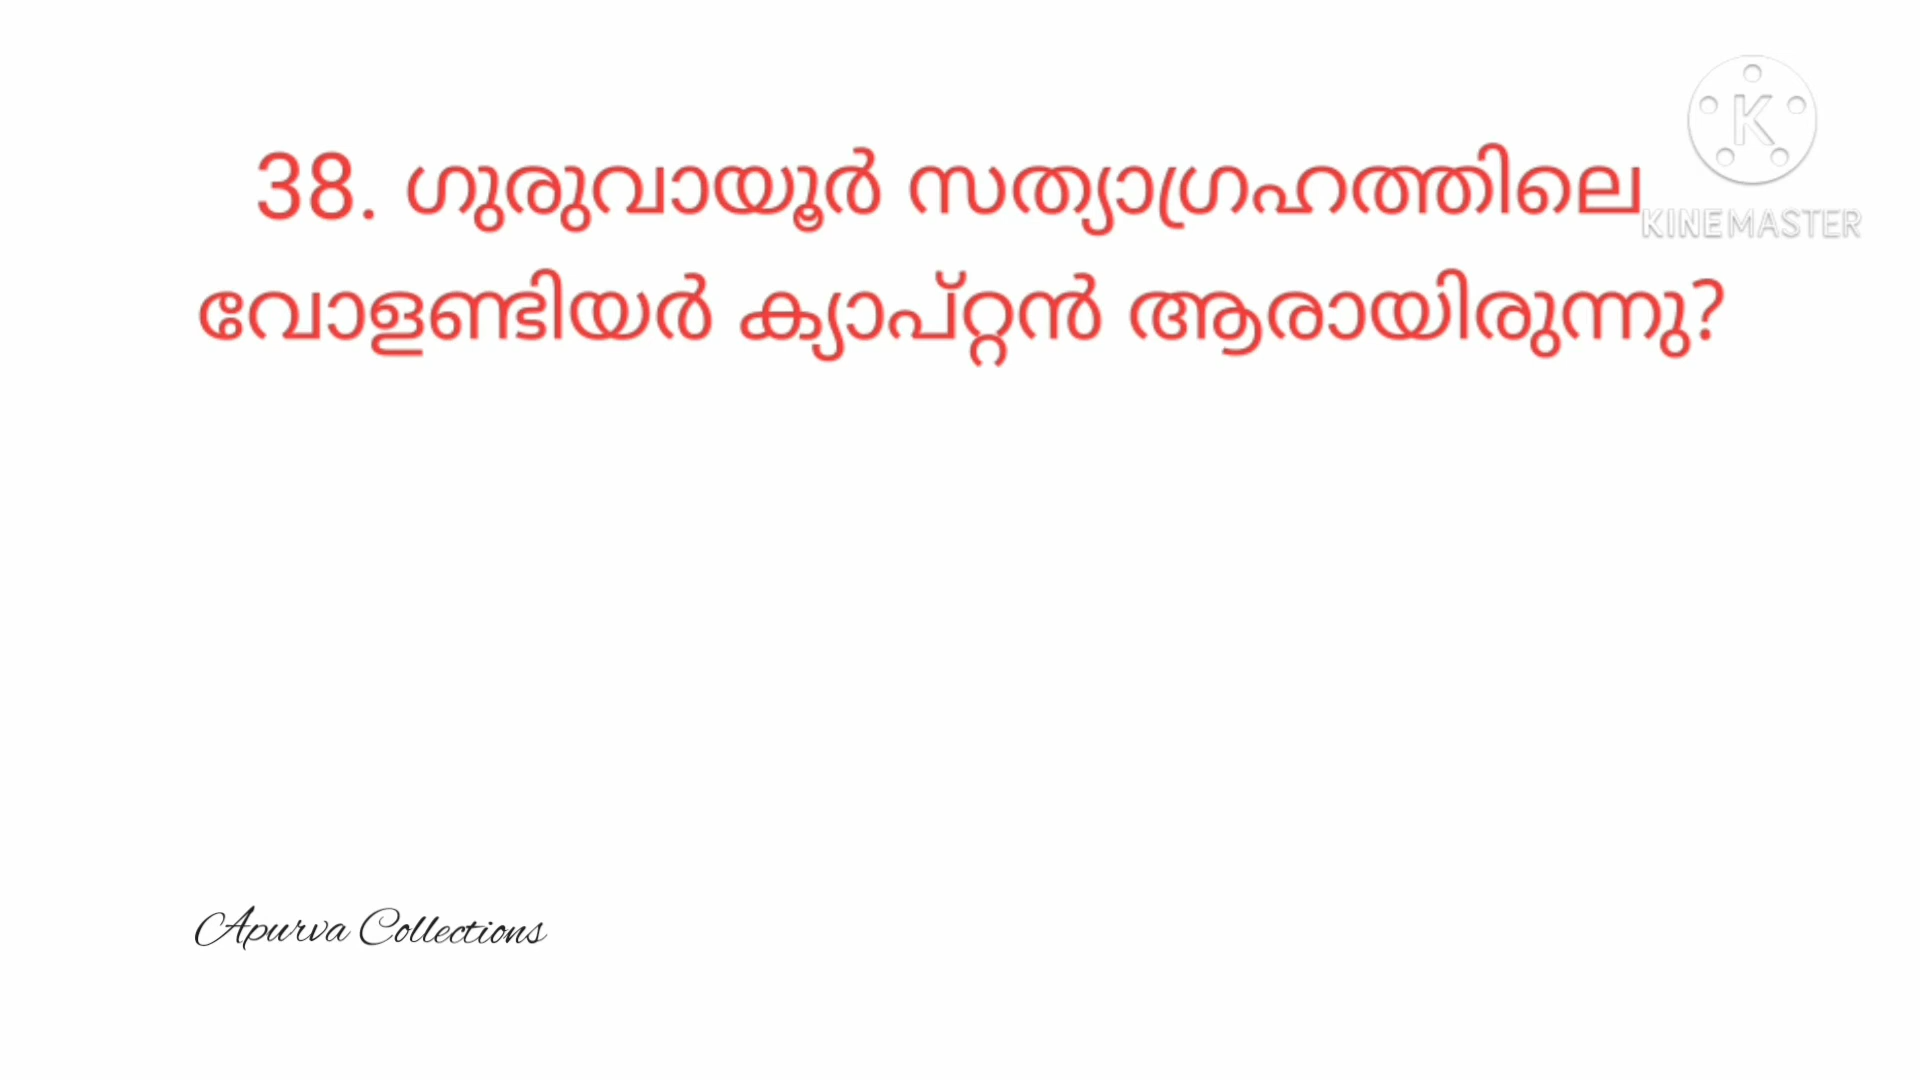 38. ഗുരുവായൂർ സത്യാഗ്രഹത്തിലെ
വോളണ്ടിയർ ക്യാപ്റ്റൻ ആരായിരുന്നു?
K
KINEMASTER
Apurva Collections